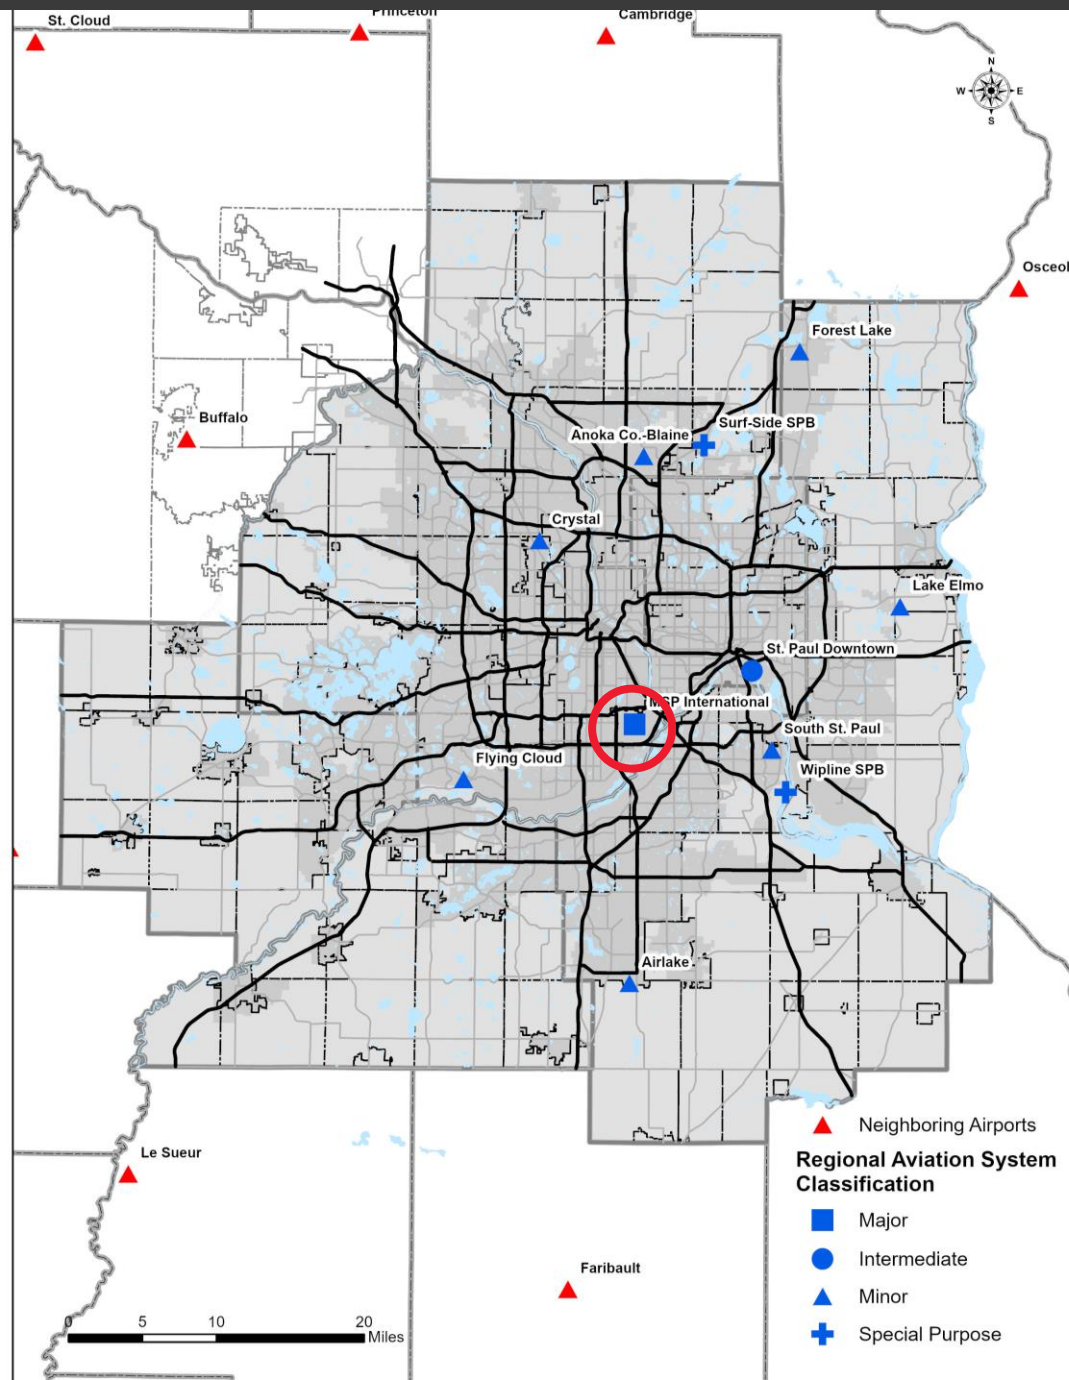 Princeton
Cambridge
St. Cloud
N
W E
S
Osceol
Forest Lake
Buffalo
Surf-Side SPB
Anoka Co.-Blaine
Crystal
Lake Elmo
St. Paul Downtown
MSP International
South St. Paul
Flying Cloud
Wipline SPB
Airlake
Neighboring Airports
Le Sueur
Regional Aviation System
Classification
Major
Intermediate
Faribault
Minor
0 5 10 20
Miles
Special Purpose